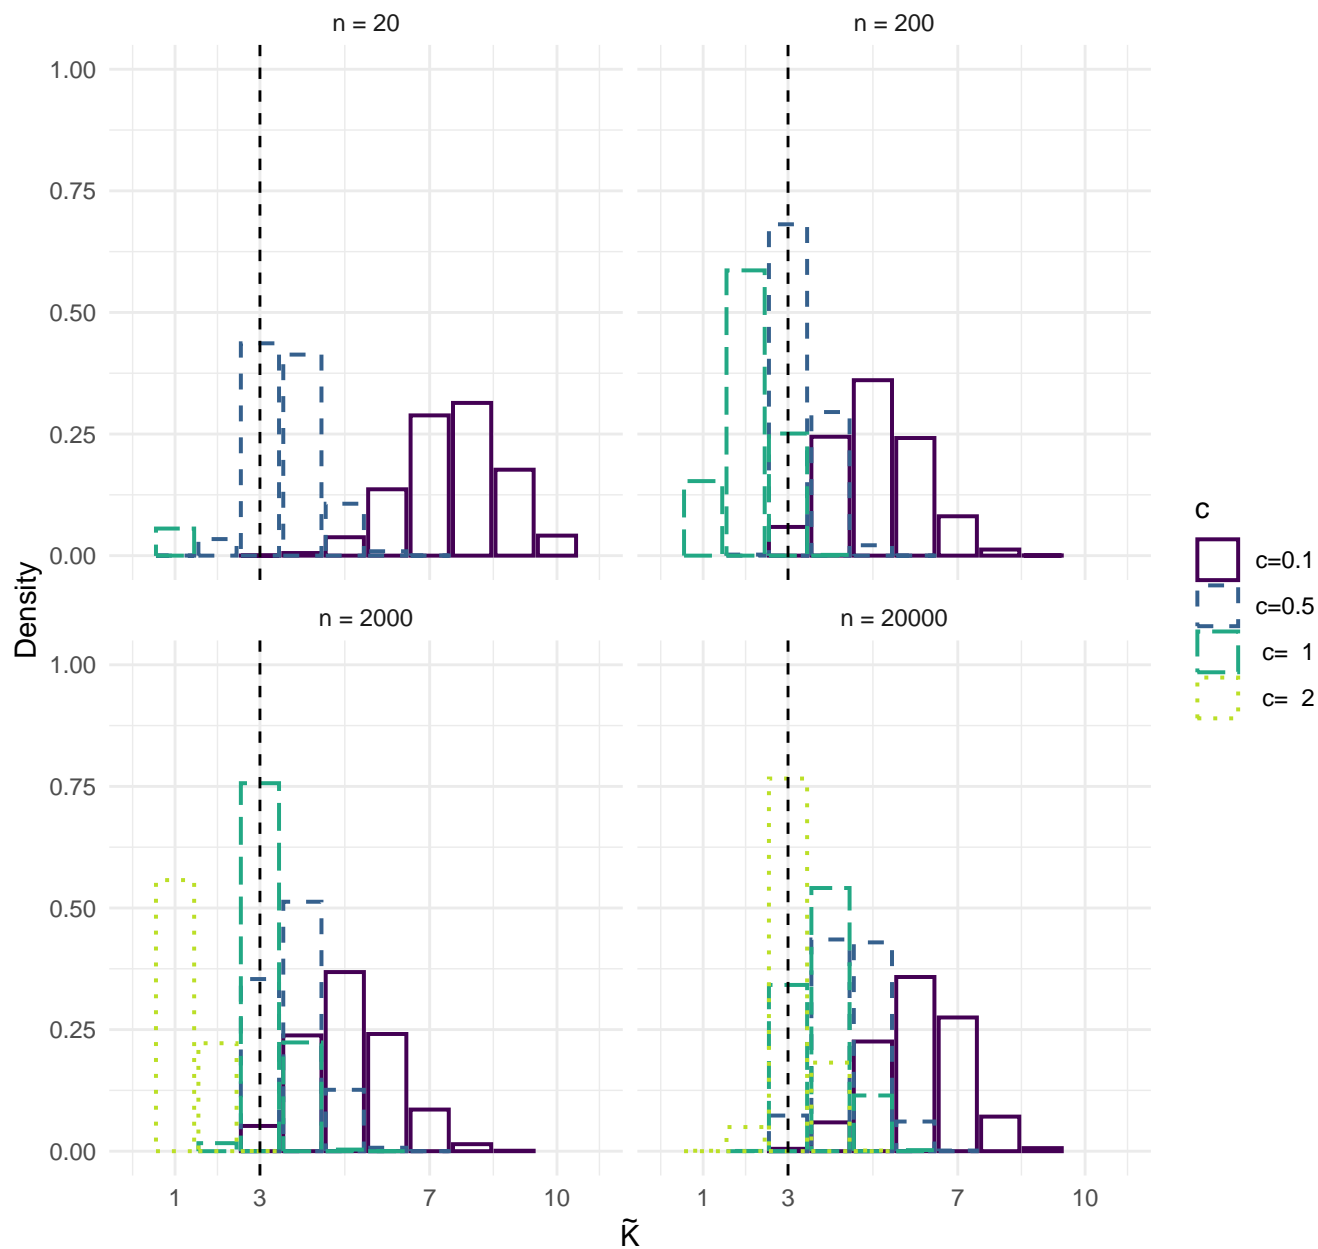 n = 20
n = 200
1.00
0.75
0.50
0.25
0.00
n = 2000
n = 20000
1.00
0.75
0.50
0.25
0.00
1 3 7 10
1 3 7 10
Density
K̃
c
c=0.1
c=0.5
c= 1
c= 2